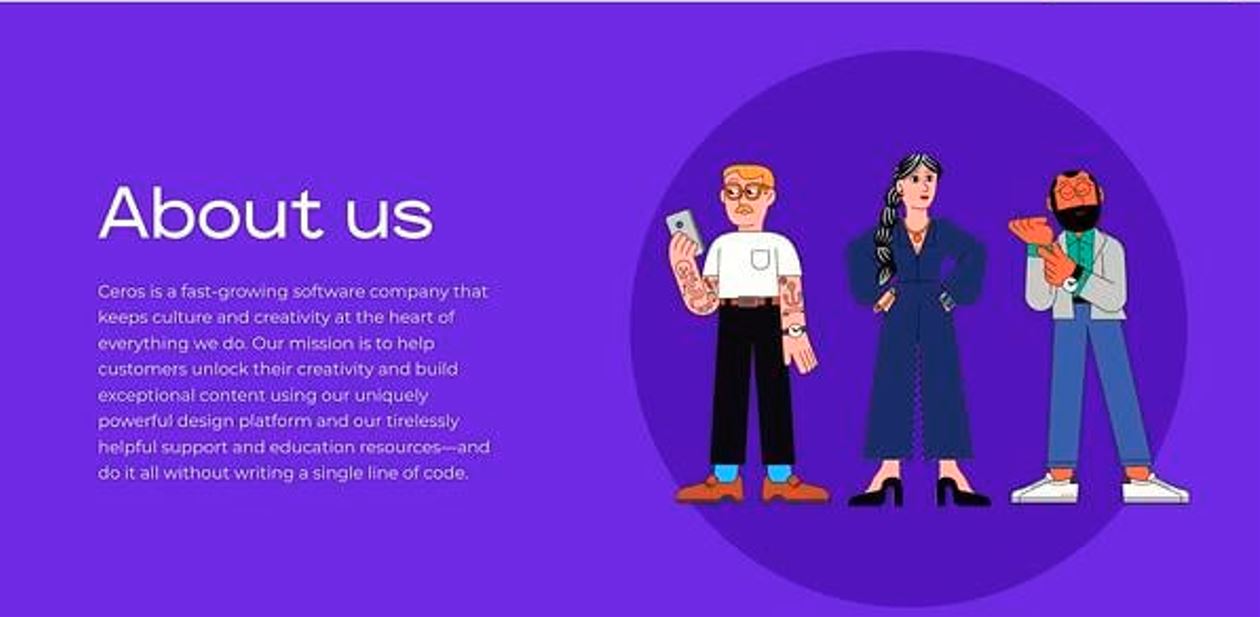 About us
Ceros is a fast-growing software company that
keeps culture and creativity at the heart of
everything we do. Our mission is to help
customers unlock their creativity and build
exceptional content using our uniquely
powerful design platform and our tirelessly
helpful support and education resources—and
do it all without writing a single line of code.